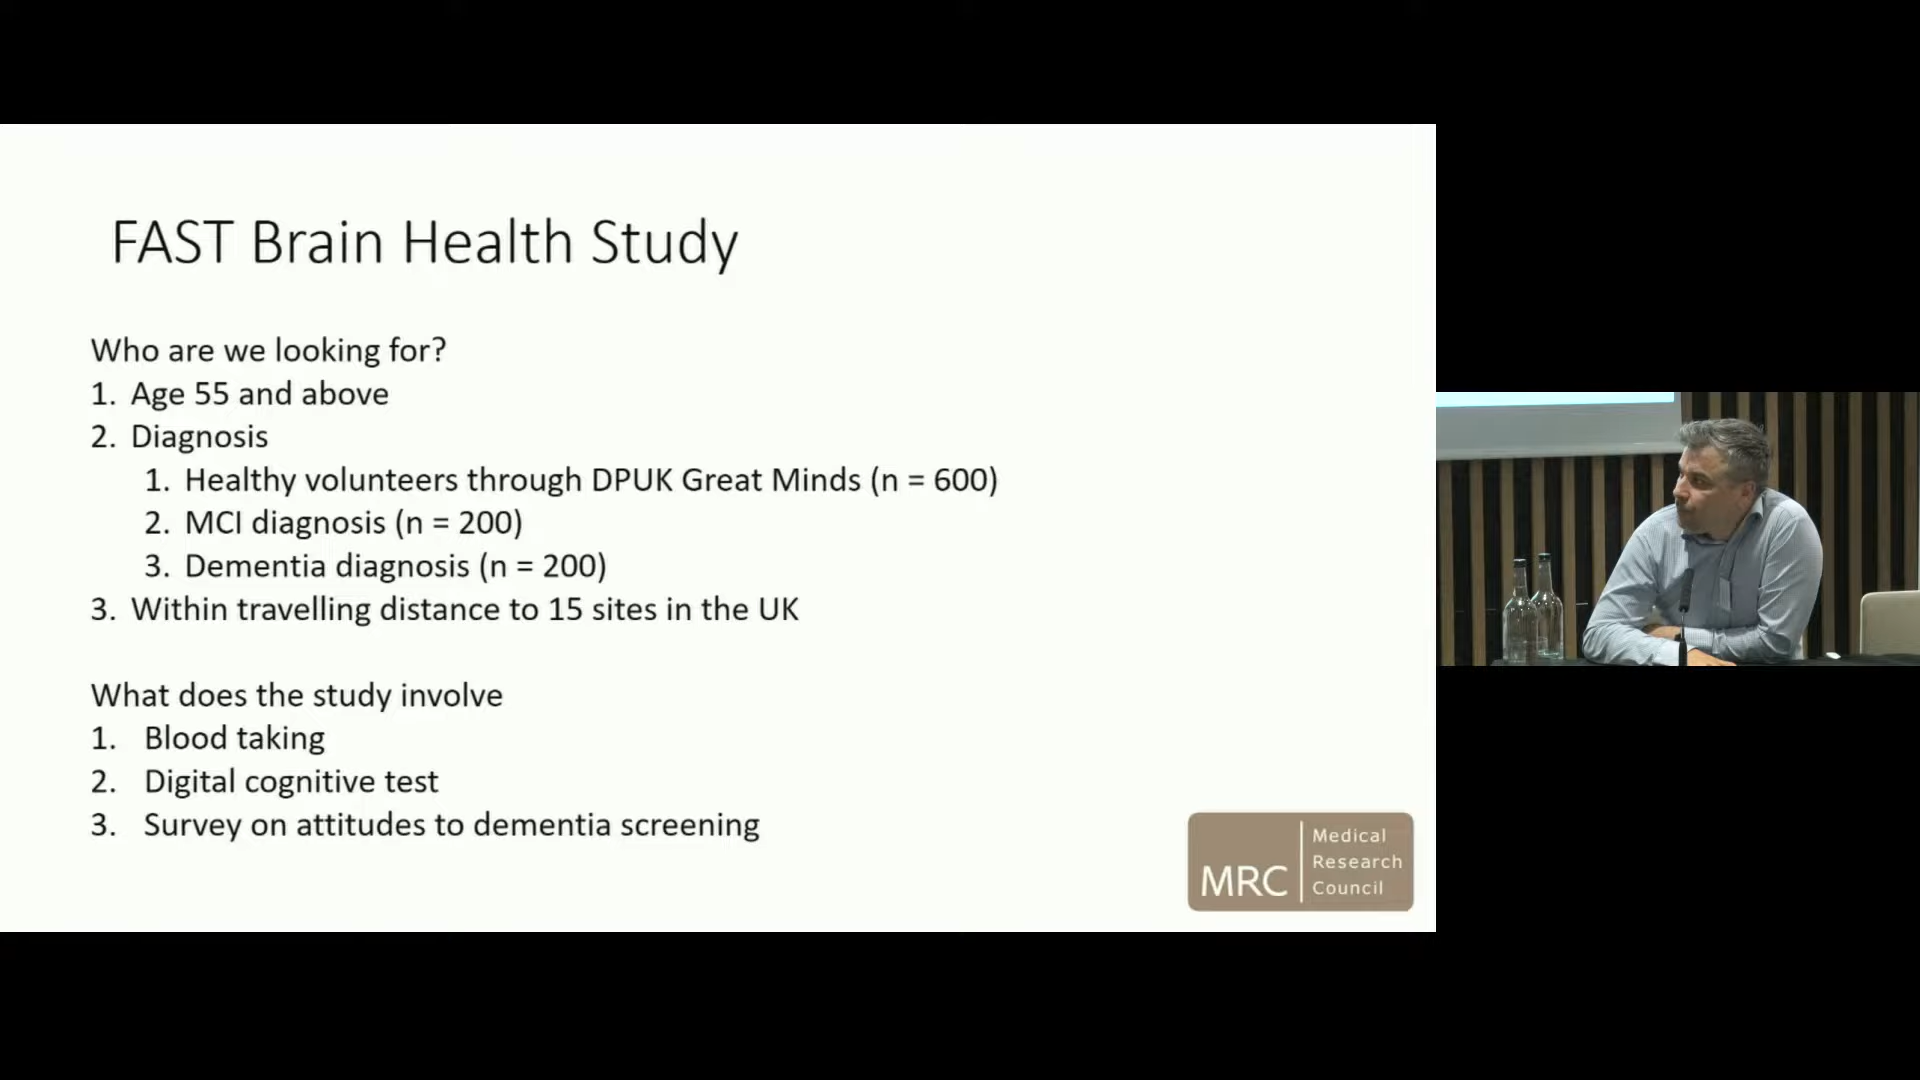 FAST Brain Health Study
Who are we looking for?
1. Age 55 and above
2. Diagnosis
1. Healthy volunteers through DPUK Great Minds (n = 600)
2. MCI diagnosis (n = 200)
3. Dementia diagnosis (n = 200)
3. Within travelling distance to 15 sites in the UK
What does the study involve
1. Blood taking
2. Digital cognitive test
3. Survey on attitudes to dementia screening
MRC
Medical
Research
Council